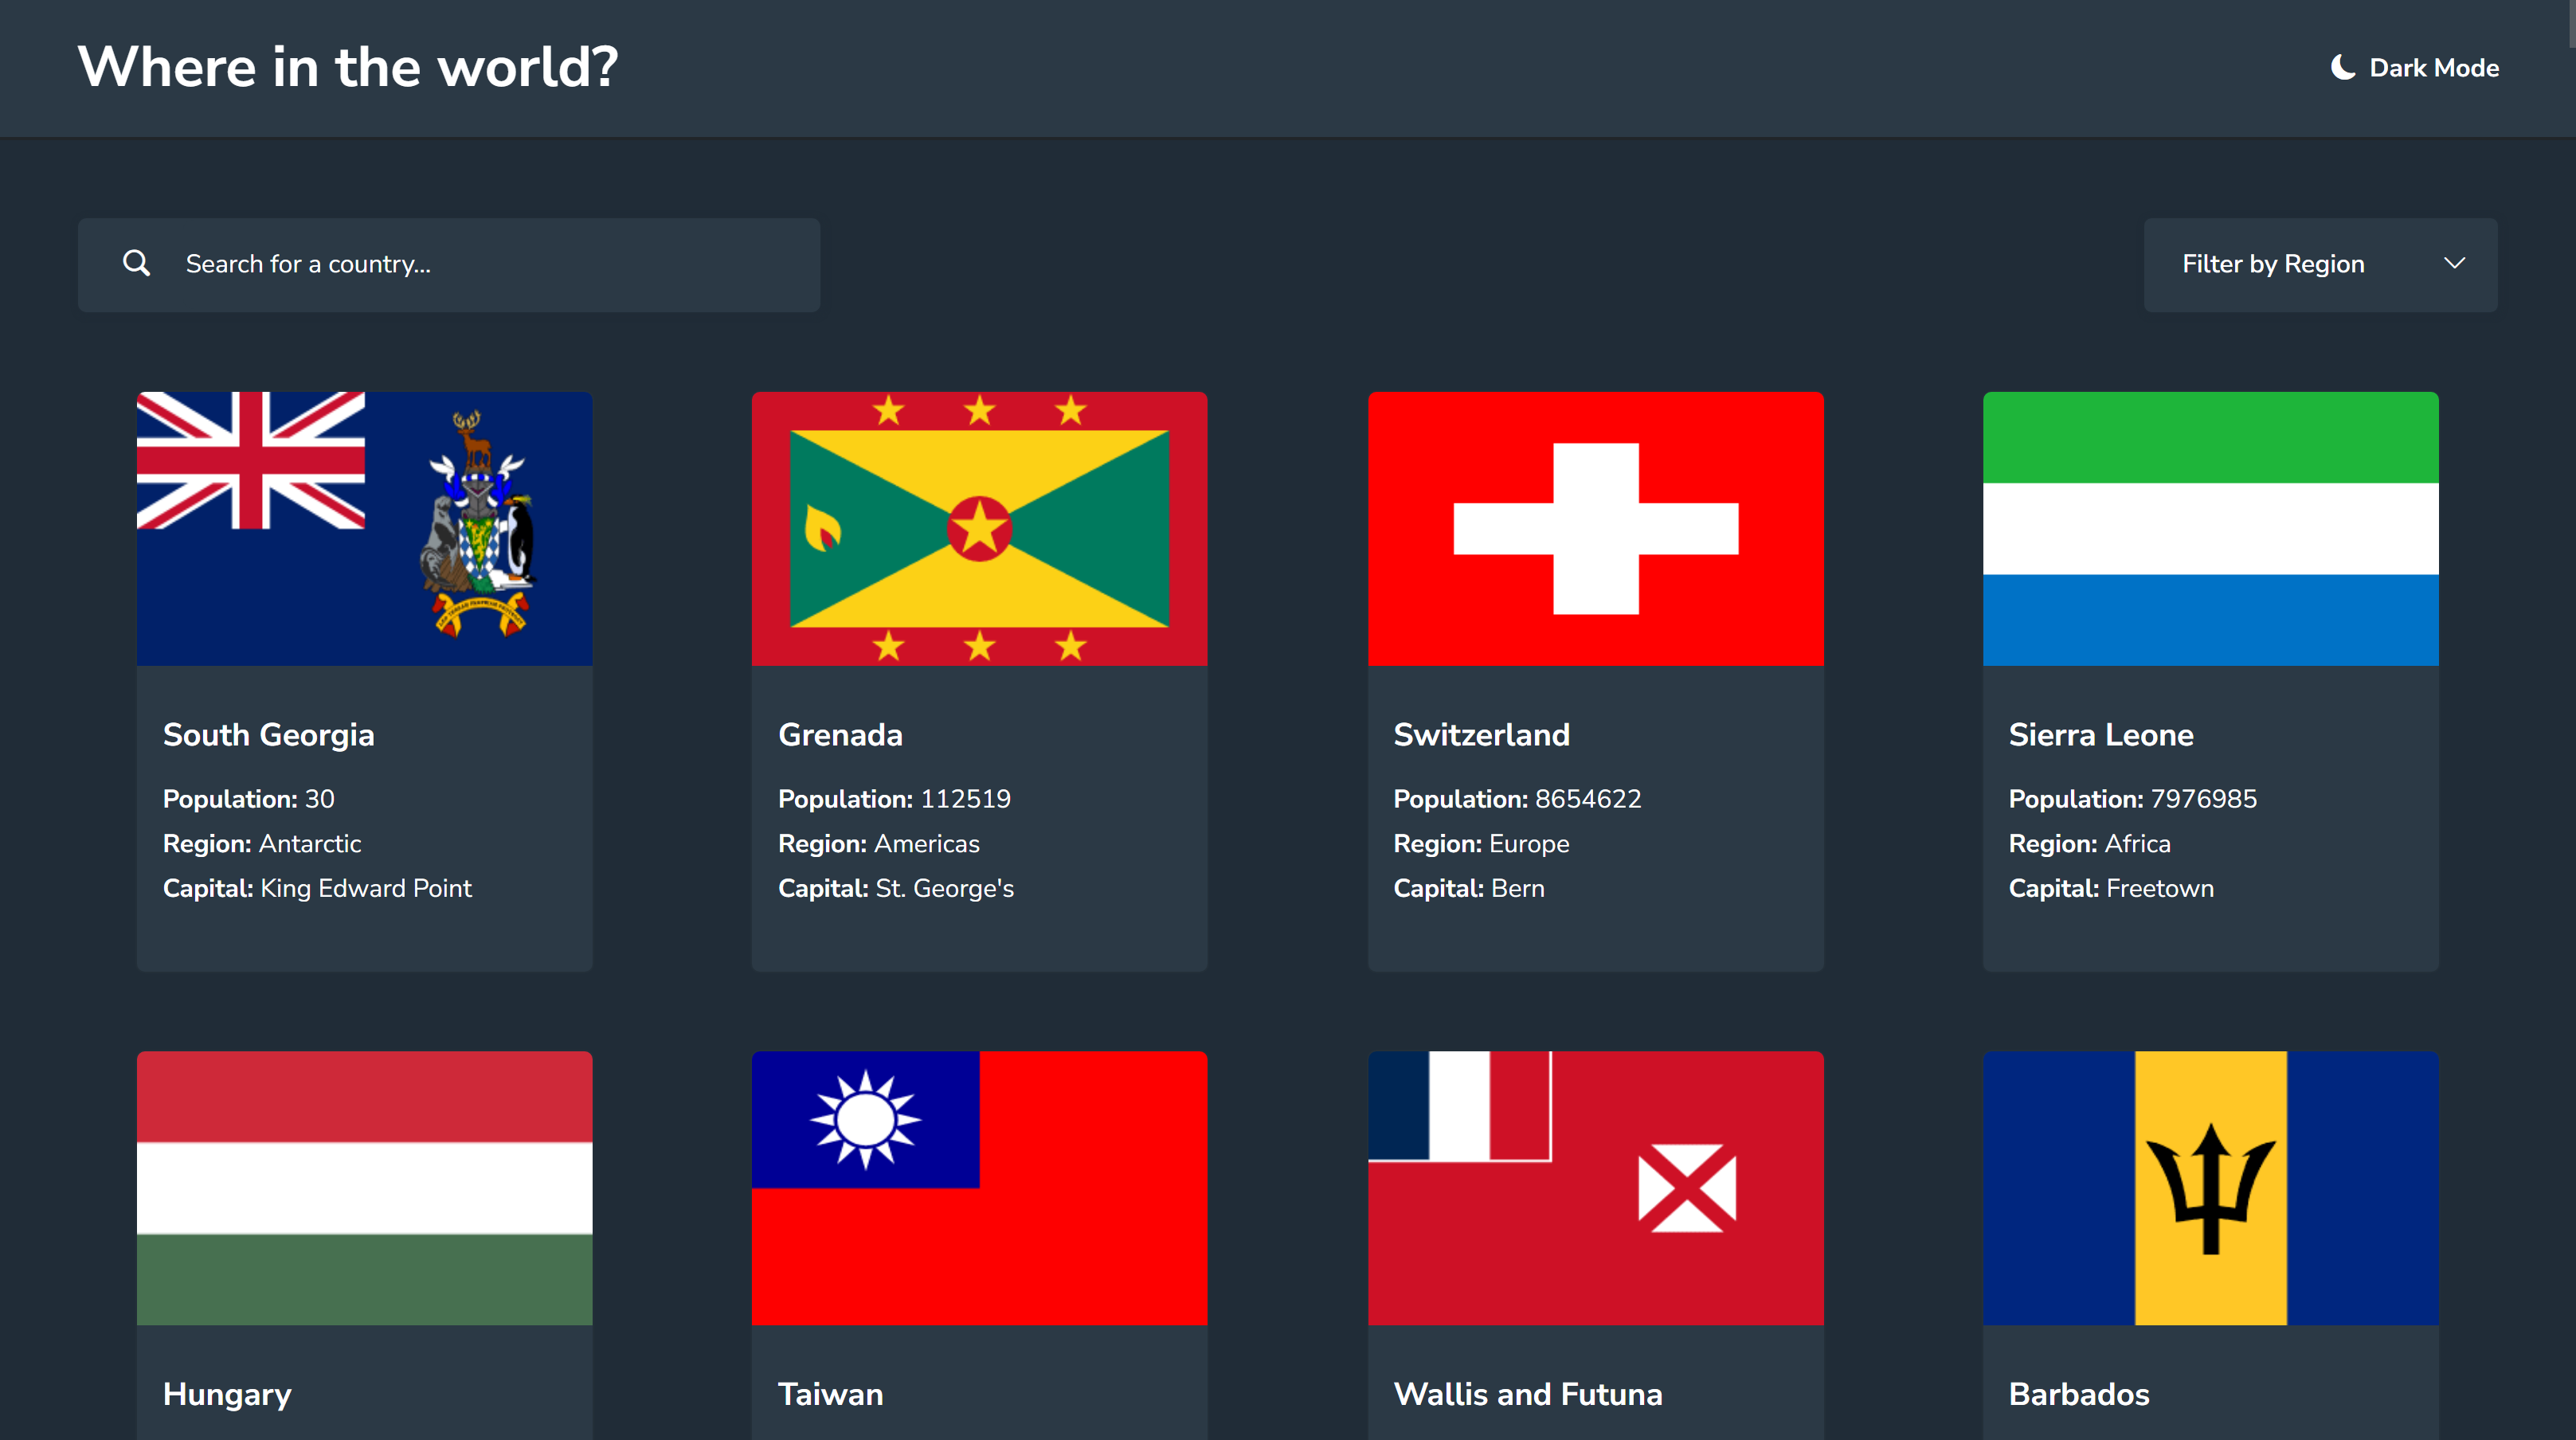 Where in the world?
Dark Mode
Search for a country...
Filter by Region
South Georgia
Population: 30
Region: Antarctic
Capital: King Edward Point
Grenada
Population: 112519
Region: Americas
Capital: St. George's
Switzerland
Population: 8654622
Region: Europe
Capital: Bern
Sierra Leone
Population: 7976985
Region: Africa
Capital: Freetown
Hungary
Taiwan
Wallis and Futuna
Barbados